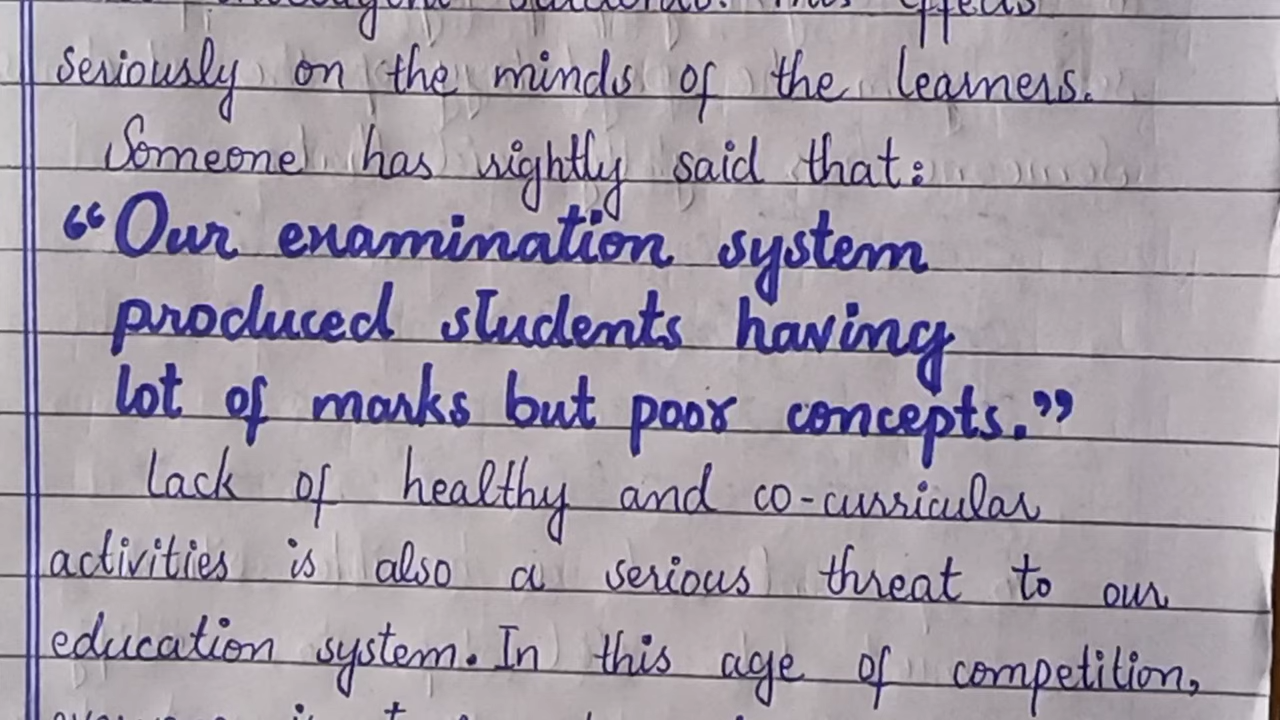 effects
seriously on the minds of the learners.
Someone has rightly said that:
“Our examination system
produced students having
lot of marks but poor concepts.”
Lack of healthy and co-curricular
activities is also a serious threat to our
education system. In this age of competition,